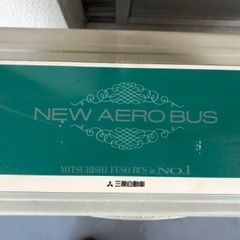 NEW AERO BUS
MITSUBISHI FUSO BUS is NO.1
三菱自動車